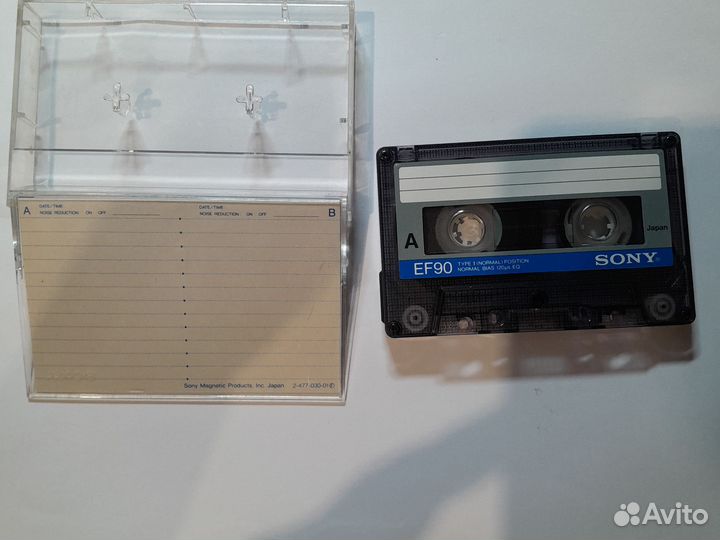 A DATE/TIME DATE/TIME B
NOISE REDUCTION: ON OFF NOISE REDUCTION: ON OFF
Sony Magnetic Products, Inc. Japan 2-477-030-01
A
Japan
EF90 TYPE I (NORMAL) POSITION
NORMAL BIAS 120μs EQ
SONY
Avito